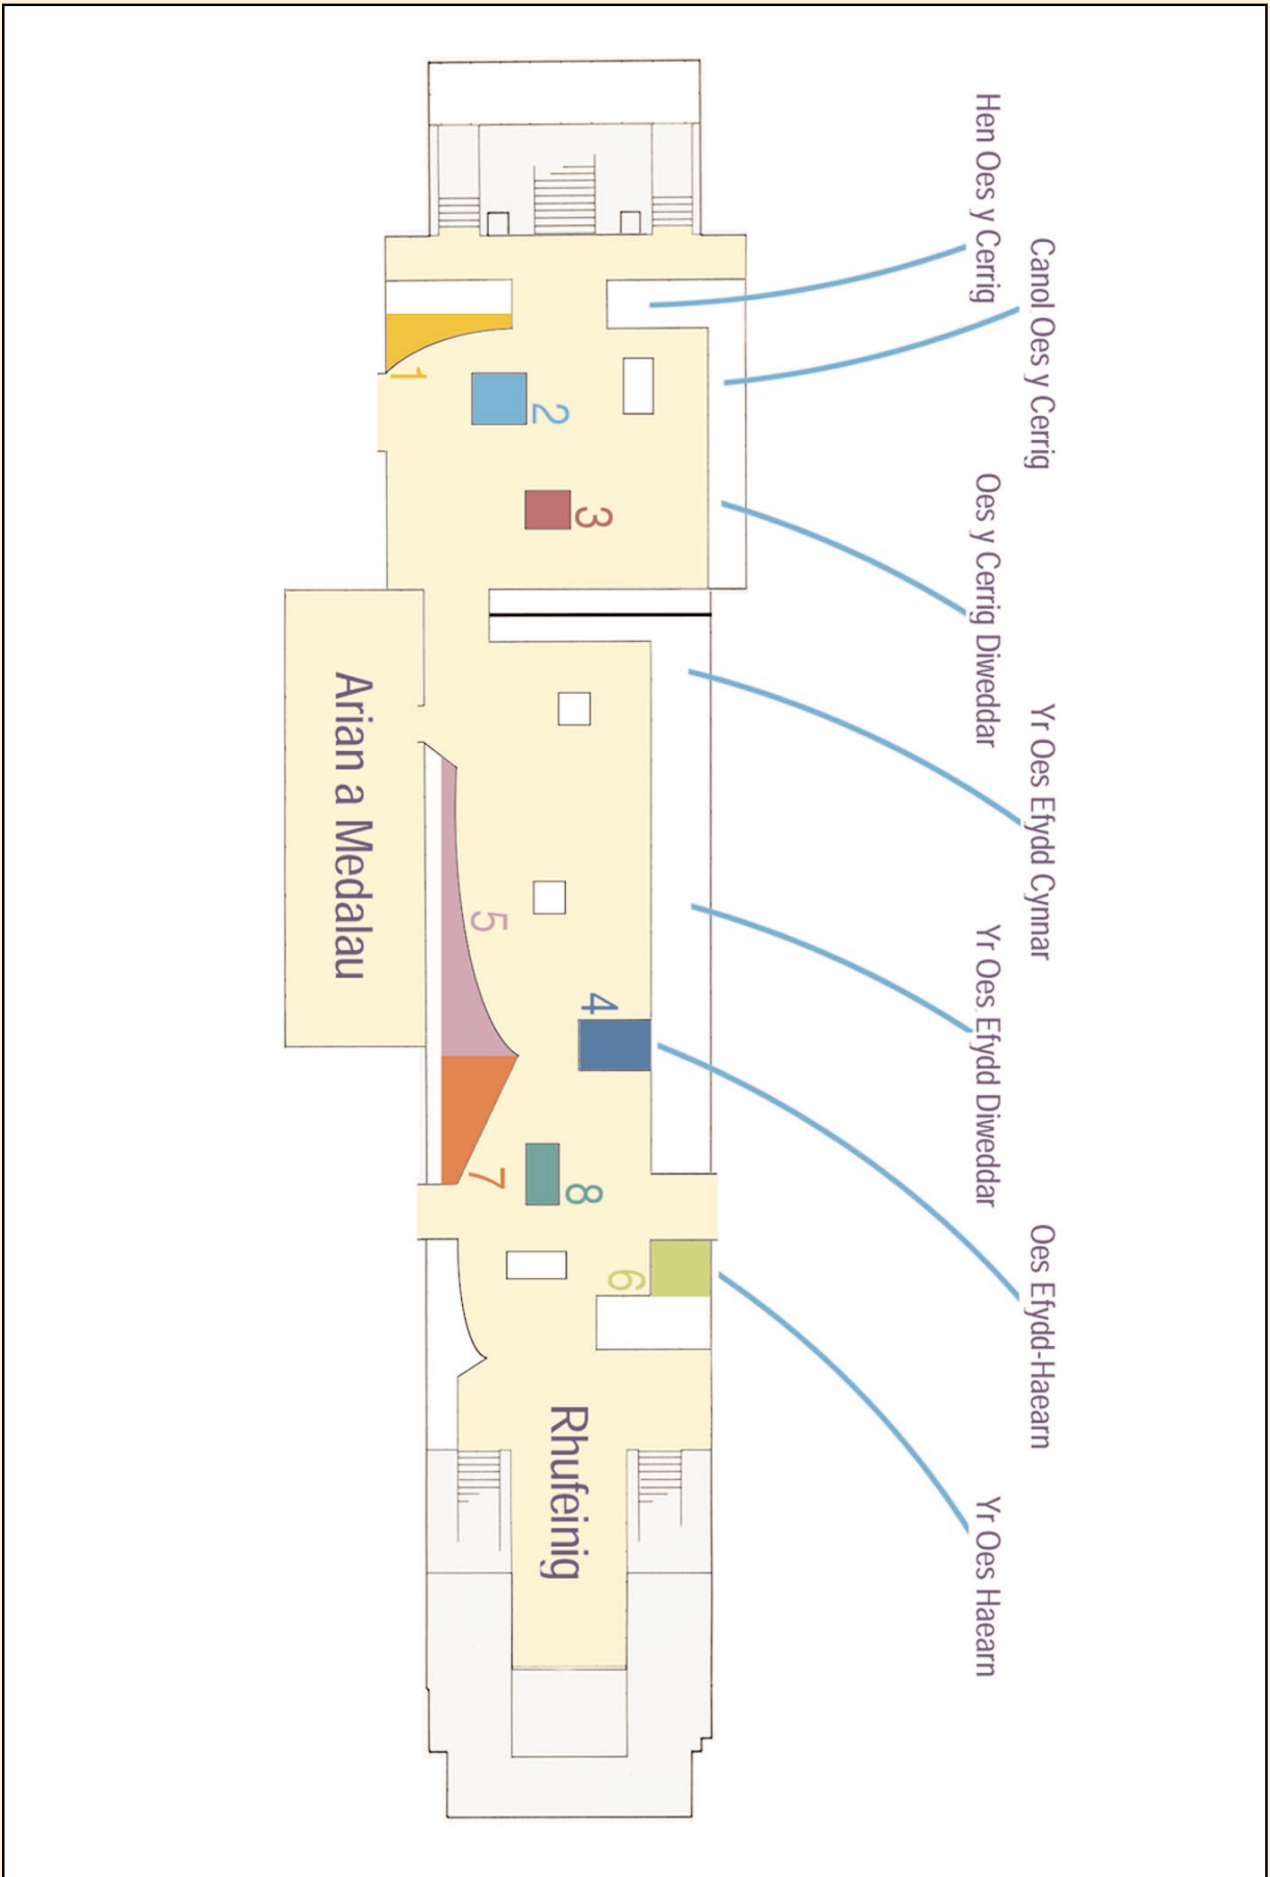 Hen Oes y Cerrig
Canol Oes y Cerrig
Oes y Cerrig Diweddar
Yr Oes Efydd Cynnar
Yr Oes Efydd Diweddar
Oes Efydd-Haearn
Yr Oes Haearn
1
2
3
4
5
6
7
8
Arian a Medalau
Rhufeinig